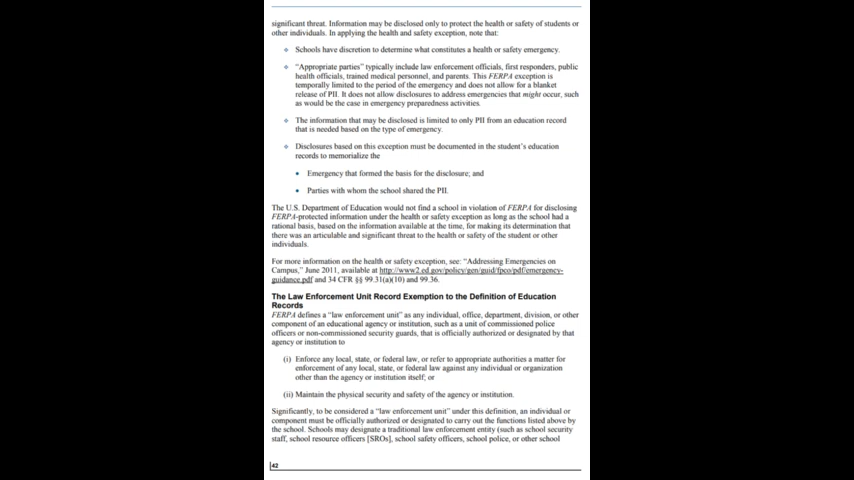 significant threat. Information may be disclosed only to protect the health or safety of students or
other individuals. In applying the health and safety exception, note that:
Schools have discretion to determine what constitutes a health or safety emergency.
“Appropriate parties” typically include law enforcement officials, first responders, public
health officials, trained medical personnel, and parents. This FERPA exception is
temporally limited to the period of the emergency and does not allow for a blanket
release of PII. It does not allow disclosures to address emergencies that might occur, such
as would be the case in emergency preparedness activities.
The information that may be disclosed is limited to only PII from an education record
that is needed based on the type of emergency.
Disclosures based on this exception must be documented in the student’s education
records to memorialize the
• Emergency that formed the basis for the disclosure; and
• Parties with whom the school shared the PII.
The U.S. Department of Education would not find a school in violation of FERPA for disclosing
FERPA-protected information under the health or safety exception as long as the school had a
rational basis, based on the information available at the time, for making its determination that
there was an articulable and significant threat to the health or safety of the student or other
individuals.
For more information on the health or safety exception, see: “Addressing Emergencies on
Campus,” June 2011, available at http://www2.ed.gov/policy/gen/guid/fpco/pdf/emergency-
guidance.pdf and 34 CFR §§ 99.31(a)(10) and 99.36.
The Law Enforcement Unit Record Exemption to the Definition of Education
Records
FERPA defines a “law enforcement unit” as any individual, office, department, division, or other
component of an educational agency or institution, such as a unit of commissioned police
officers or non-commissioned security guards, that is officially authorized or designated by that
agency or institution to
(i) Enforce any local, state, or federal law, or refer to appropriate authorities a matter for
enforcement of any local, state, or federal law against any individual or organization
other than the agency or institution itself; or
(ii) Maintain the physical security and safety of the agency or institution.
Significantly, to be considered a “law enforcement unit” under this definition, an individual or
component must be officially authorized or designated to carry out the functions listed above by
the school. Schools may designate a traditional law enforcement entity (such as school security
staff, school resource officers [SROs], school safety officers, school police, or other school
42